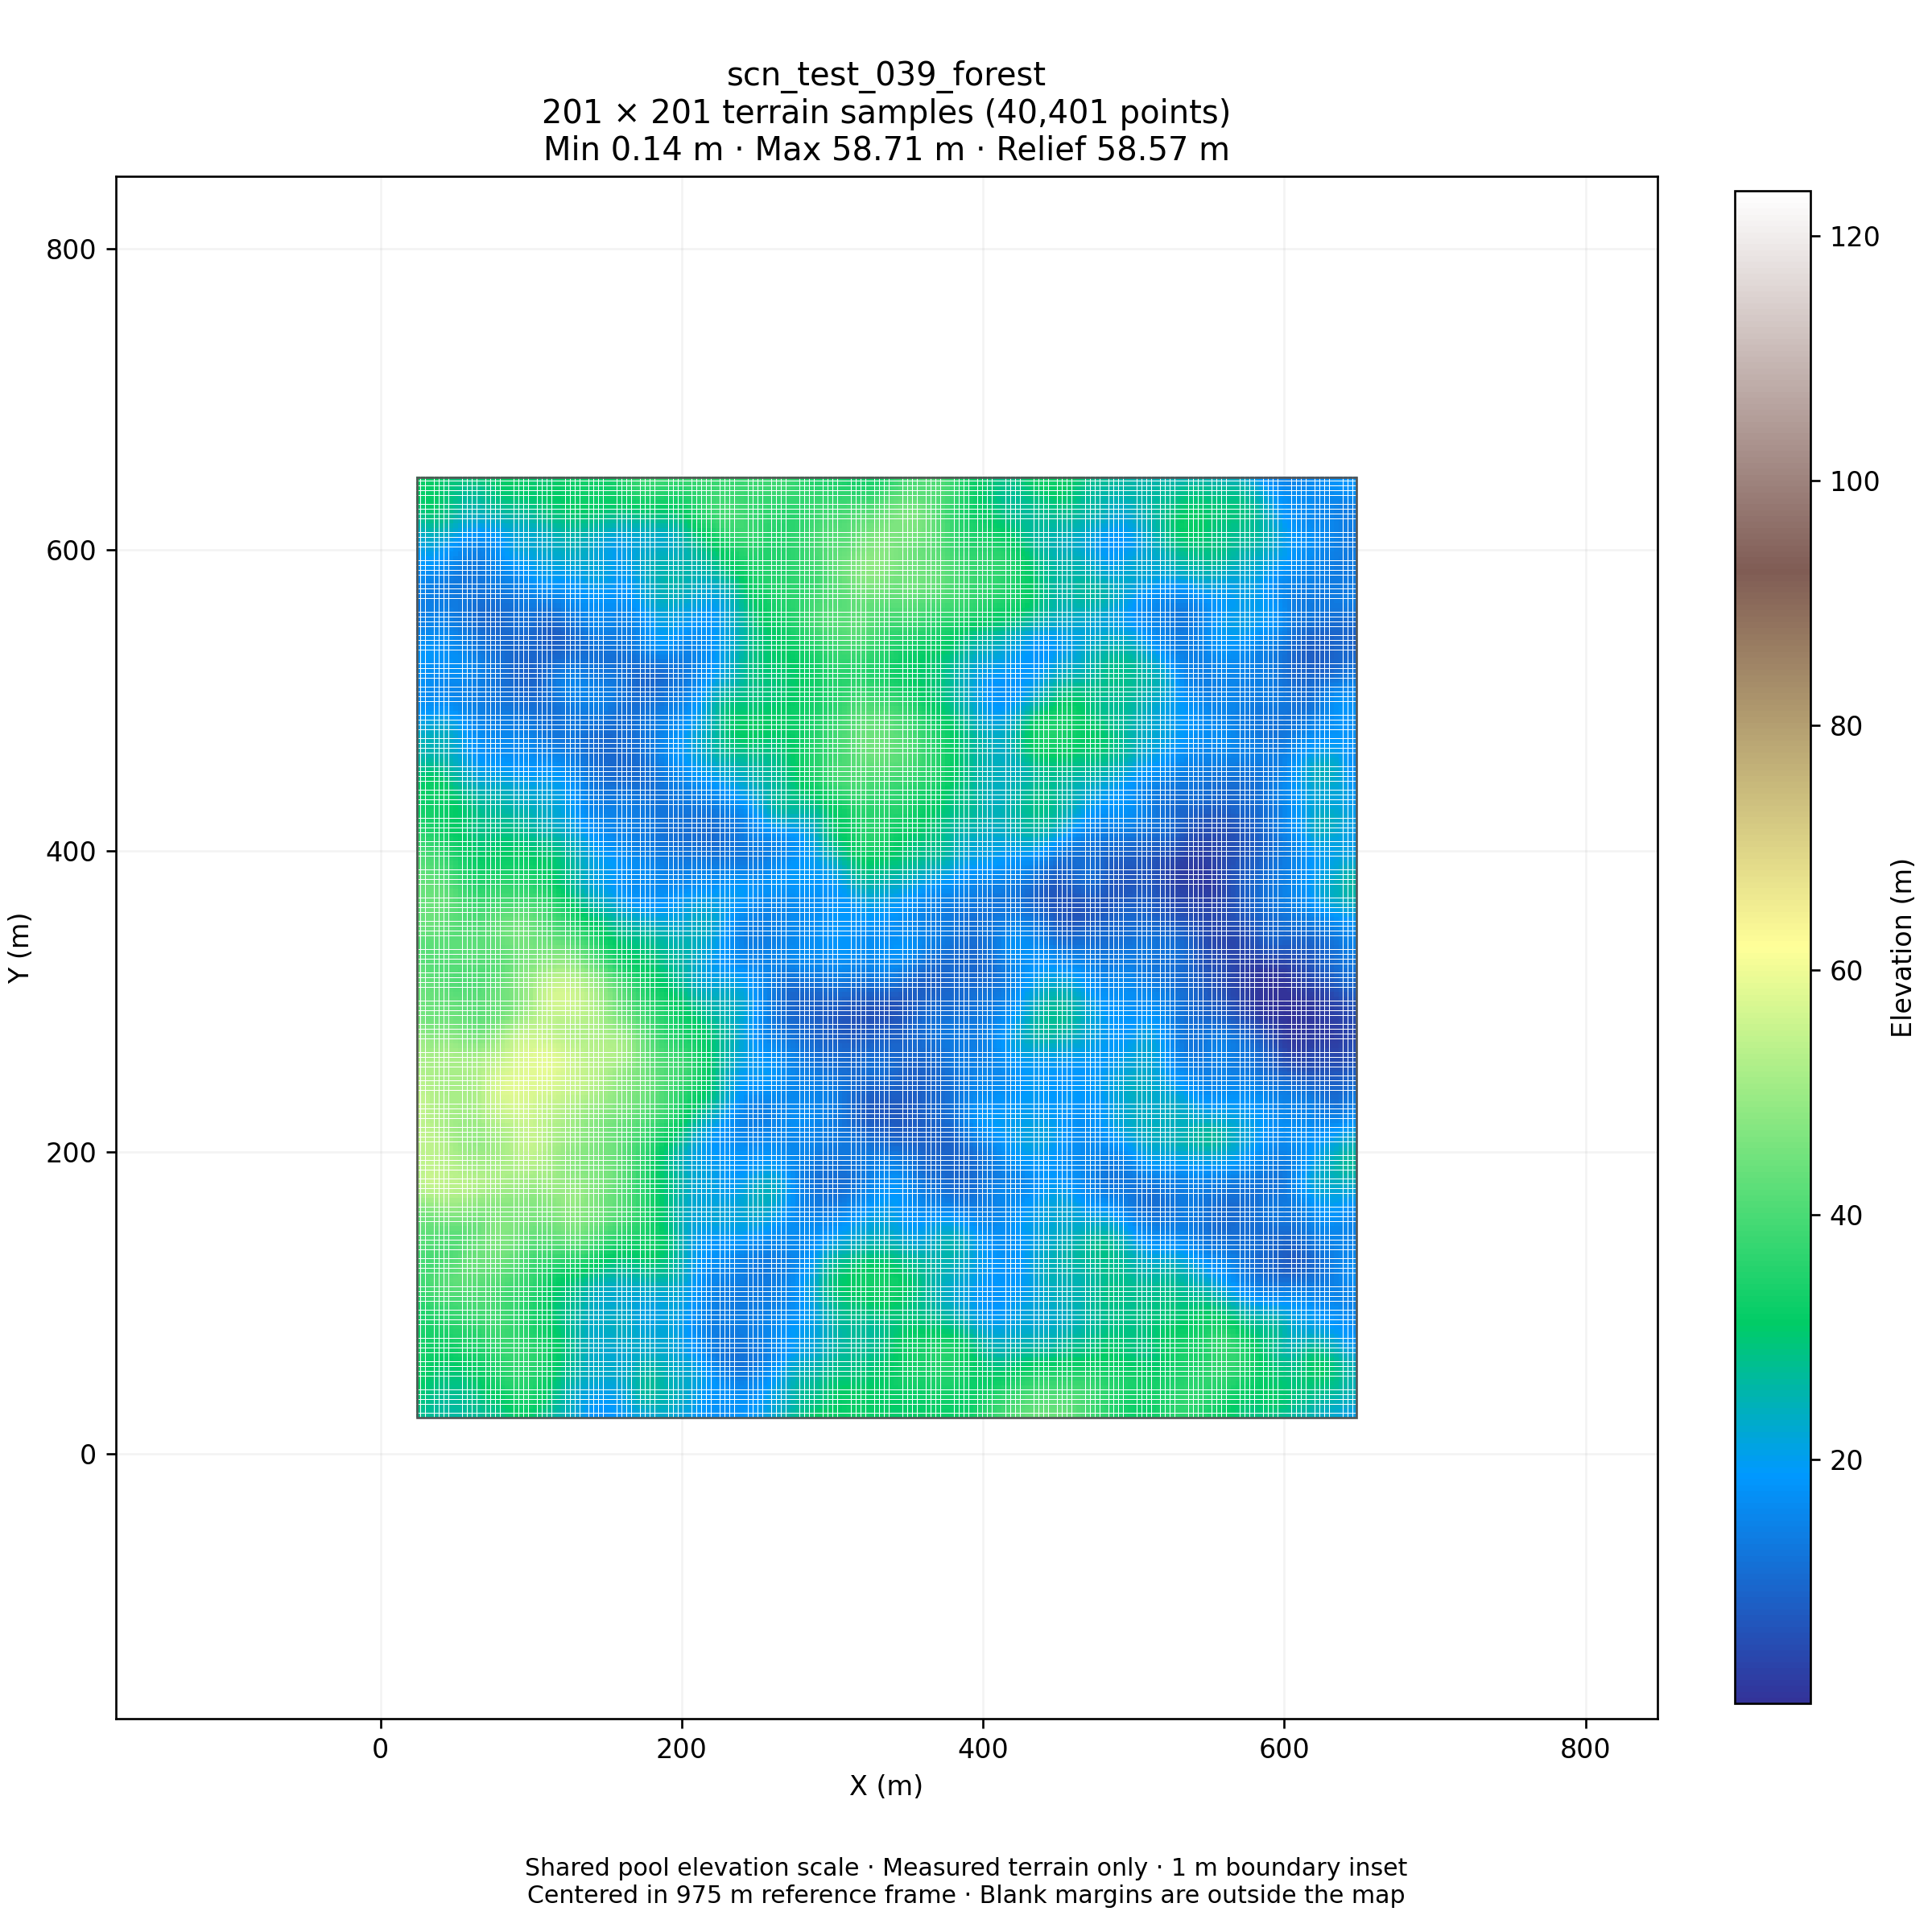 scn_test_039_forest
201 × 201 terrain samples (40,401 points)
Min 0.14 m · Max 58.71 m · Relief 58.57 m
800
600
400
200
0
Y (m)
0
200
400
600
800
X (m)
120
100
80
60
40
20
Elevation (m)
Shared pool elevation scale · Measured terrain only · 1 m boundary inset
Centered in 975 m reference frame · Blank margins are outside the map